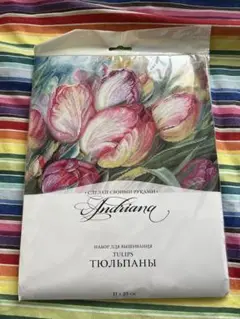 • СДЕЛАЙ СВОИМИ РУКАМИ •
Andriana
НАБОР ДЛЯ ВЫШИВАНИЯ
TULIPS
ТЮЛЬПАНЫ